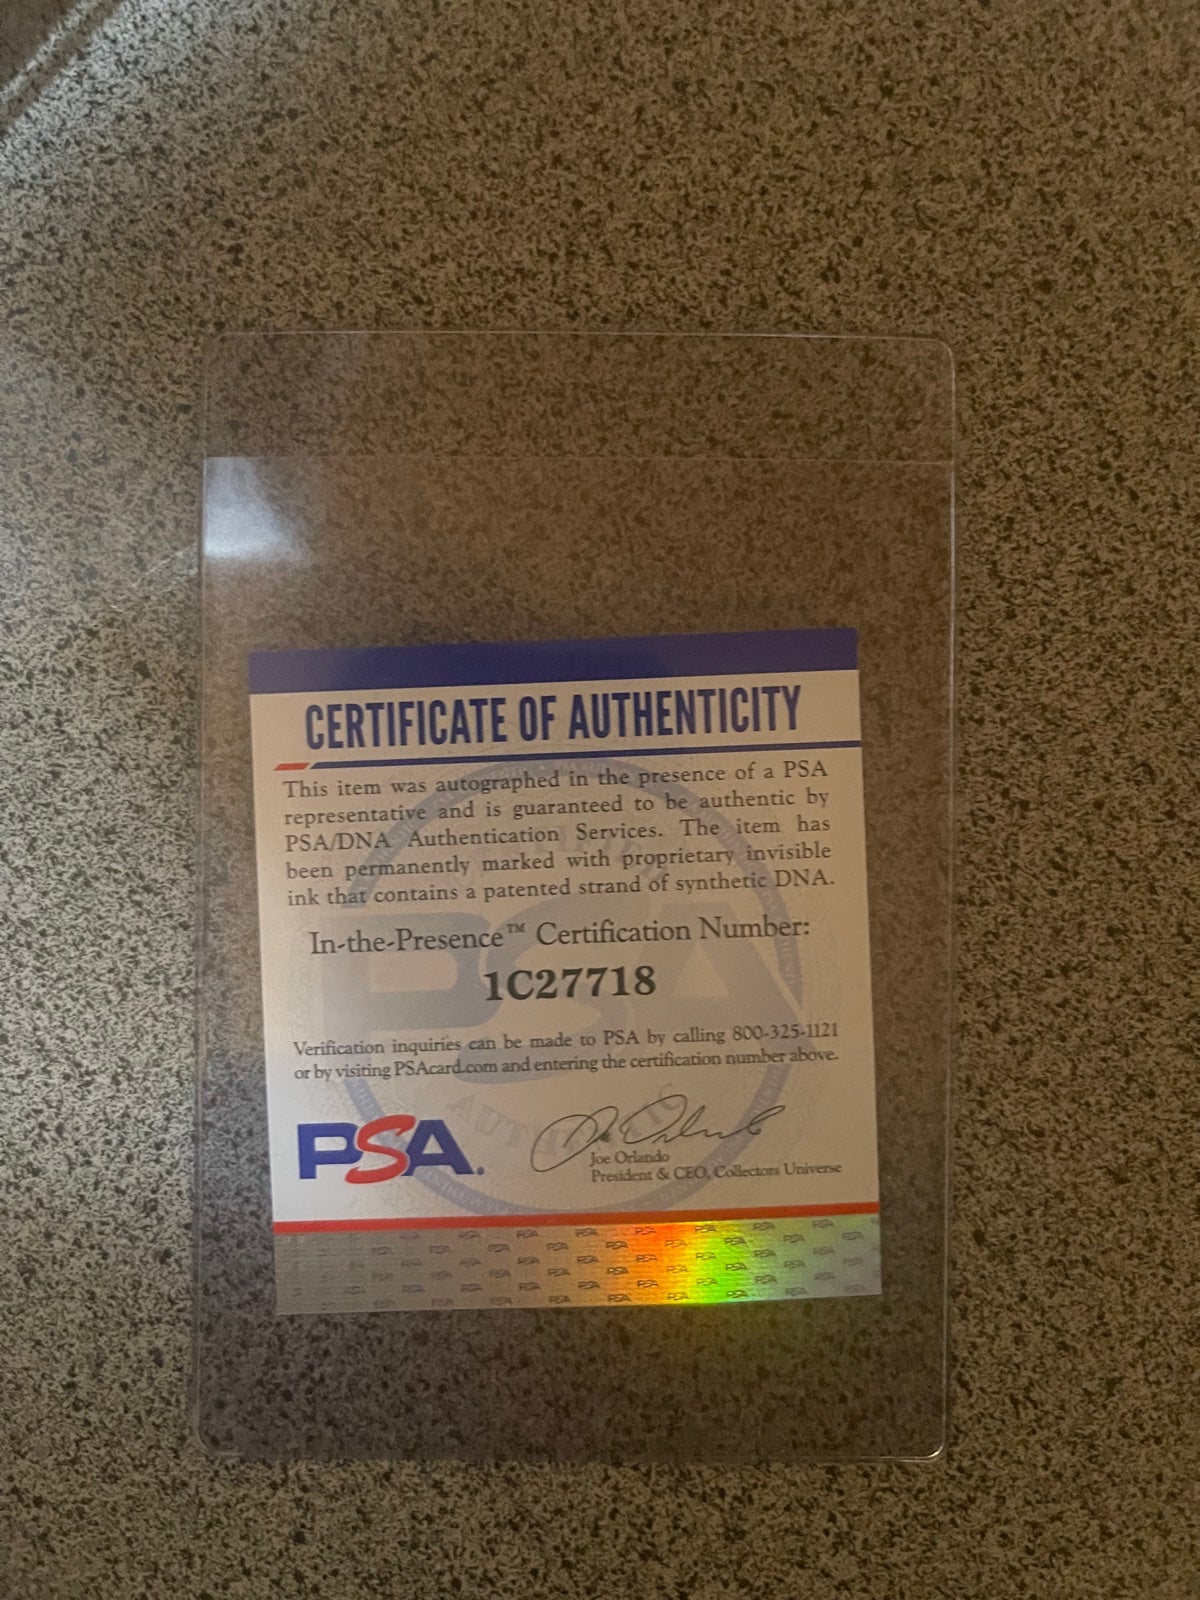 CERTIFICATE OF AUTHENTICITY
This item was autographed in the presence of a PSA
representative and is guaranteed to be authentic by
PSA/DNA Authentication Services. The item has
been permanently marked with proprietary invisible
ink that contains a patented strand of synthetic DNA.
In-the-Presence™ Certification Number:
1C27718
Verification inquiries can be made to PSA by calling 800-325-1121
or by visiting PSAcard.com and entering the certification number above.
PSA.
Joe Orlando
President & CEO, Collectors Universe